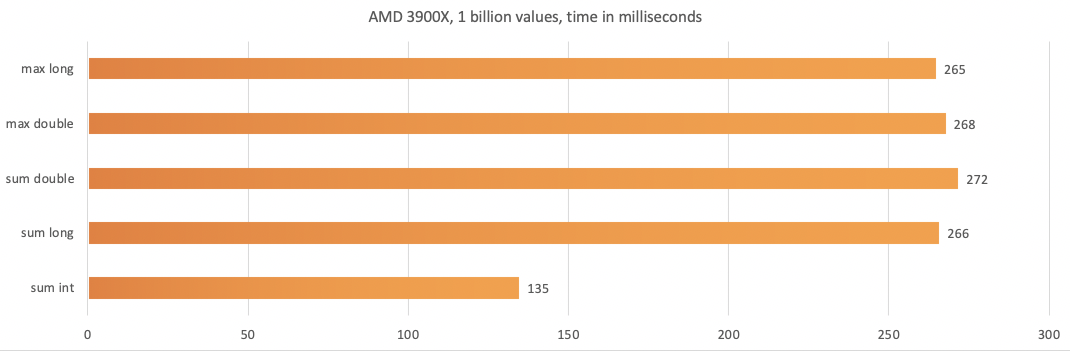 AMD 3900X, 1 billion values, time in milliseconds
max long 265
max double 268
sum double 272
sum long 266
sum int 135
0 50 100 150 200 250 300